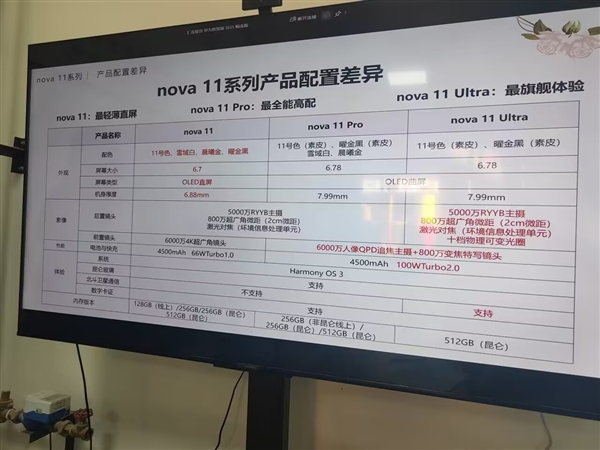 nova 11系列 | 产品配置差异
nova 11系列产品配置差异
nova 11：最轻薄直屏
nova 11 Pro：最全能高配
nova 11 Ultra：最旗舰体验
产品名称 nova 11 nova 11 Pro nova 11 Ultra
外观
配色 11号色、雪域白、晨曦金、曜金黑 11号色（素皮）、曜金黑（素皮） 11号色（素皮）、曜金黑（素皮）
雪域白、晨曦金
屏幕大小 6.7 6.78 6.78
屏幕类型 OLED直屏 OLED曲屏
机身厚度 6.88mm 7.99mm 7.99mm
影像
后置镜头 5000万RYYB主摄
800万超广角微距（2cm微距）
激光对焦（环境信息处理单元）
5000万RYYB主摄
800万超广角微距（2cm微距）
激光对焦（环境信息处理单元）
十档物理可变光圈
前置镜头 6000万4K超广角镜头 6000万人像QPD追焦主摄+800万变焦特写镜头
性能 电池与快充 4500mAh 66WTurbo1.0 4500mAh 100WTurbo2.0
体验
系统 Harmony OS 3
昆仑玻璃 支持
北斗卫星通信 不支持 支持 支持
数字卡证
内存版本 128GB（线上）/256GB/256GB（昆仑）
512GB（昆仑）
256GB（非昆仑线上）/
256GB（昆仑）/512GB（昆仑）
512GB（昆仑）